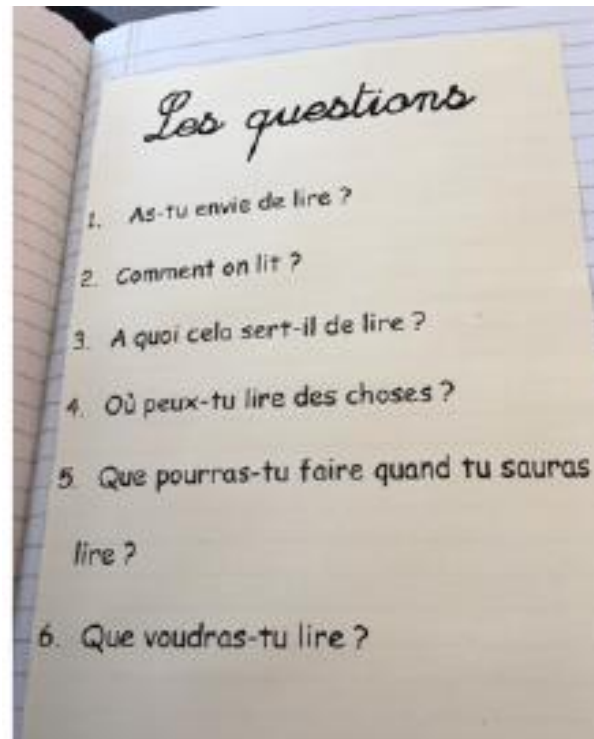 Les questions
1. As-tu envie de lire ?
2. Comment on lit ?
3. A quoi cela sert-il de lire ?
4. Où peux-tu lire des choses ?
5. Que pourras-tu faire quand tu sauras
lire ?
6. Que voudras-tu lire ?